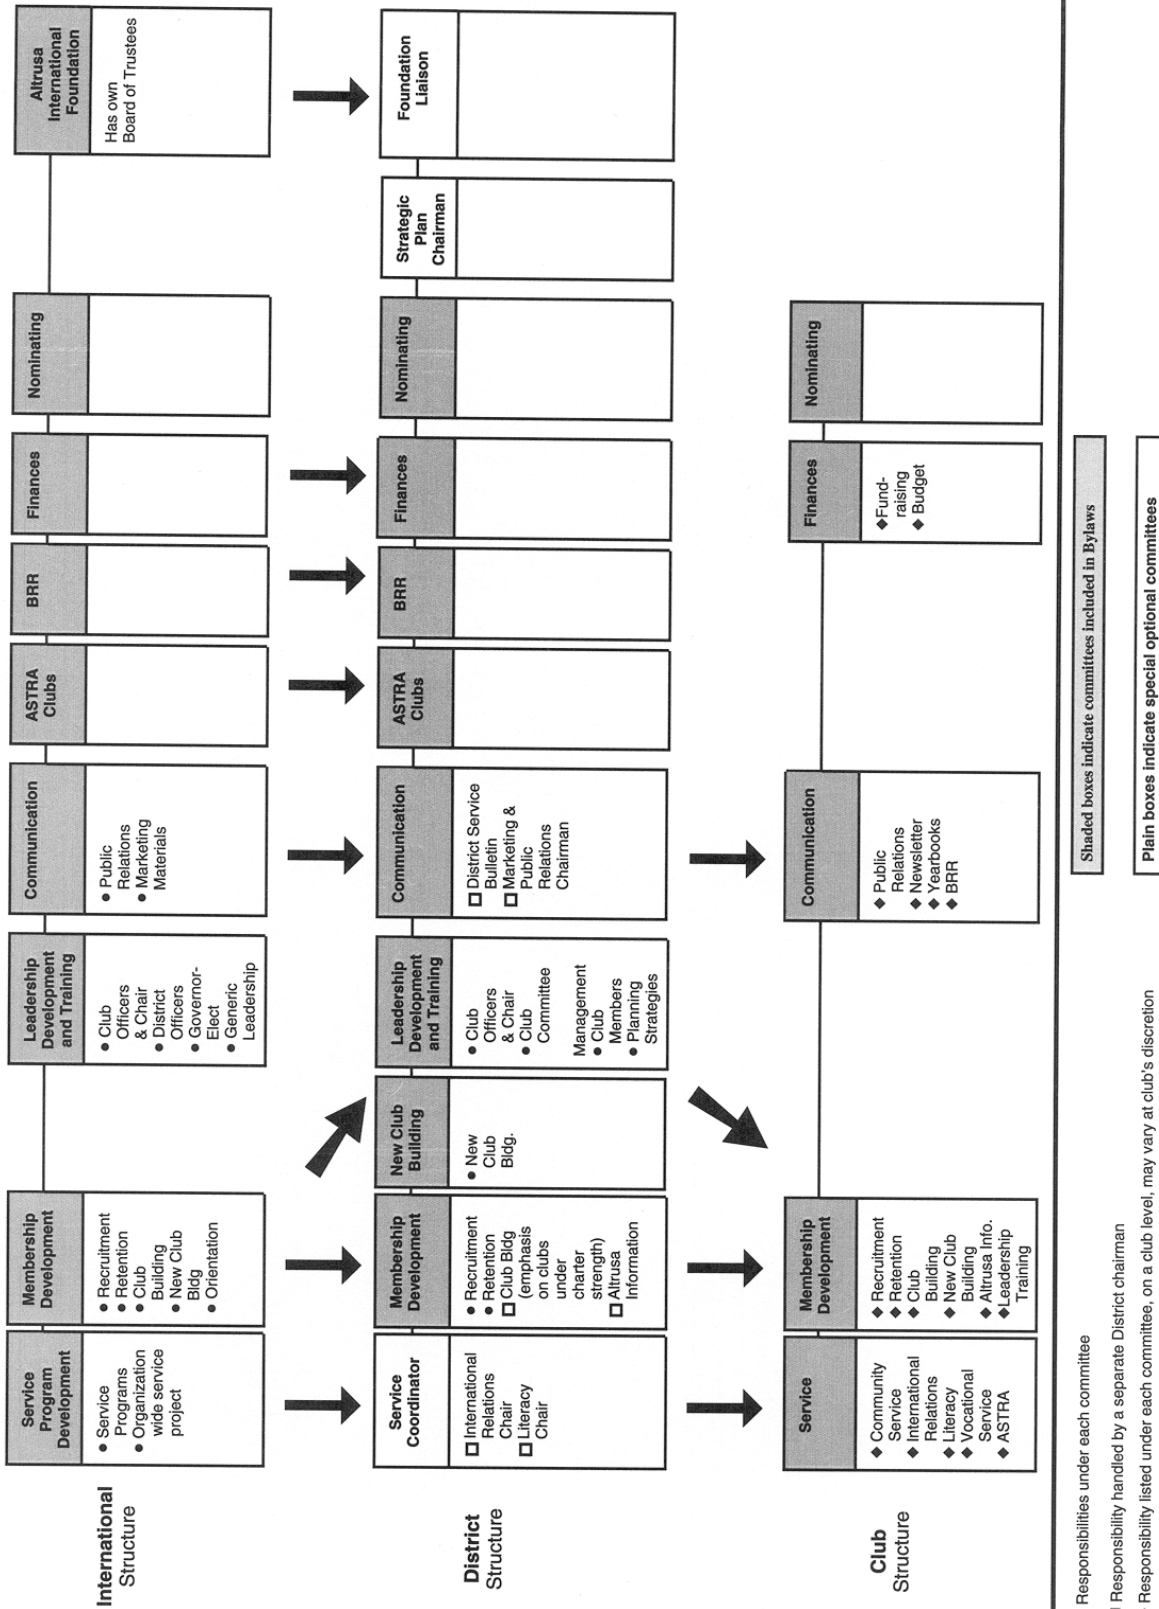 International
Structure
Service
Program
Development
● Service
Programs
● Organization
wide service
project
Membership
Development
● Recruitment
● Retention
● Club
Building
● New Club
Bldg
● Orientation
Leadership
Development
and Training
● Club
Officers
& Chair
● District
Officers
● Governor-
Elect
● Generic
Leadership
Communication
● Public
Relations
● Marketing
Materials
ASTRA
Clubs
BRR
Finances
Nominating
Altrusa
International
Foundation
Has own
Board of Trustees
District
Structure
Service
Coordinator
□ International
Relations
Chair
□ Literacy
Chair
Membership
Development
● Recruitment
● Retention
□ Club Bldg
(emphasis
on clubs
under
charter
strength)
□ Altrusa
Information
New Club
Building
● New
Club
Bldg.
Leadership
Development
and Training
● Club
Officers
& Chair
● Club
Committee
Management
● Club
Members
● Planning
Strategies
Communication
□ District Service
Bulletin
□ Marketing &
Public
Relations
Chairman
ASTRA
Clubs
BRR
Finances
Nominating
Strategic
Plan
Chairman
Foundation
Liaison
Club
Structure
Service
◆ Community
Service
◆ International
Relations
◆ Literacy
◆ Vocational
Service
◆ ASTRA
Membership
Development
◆ Recruitment
◆ Retention
◆ Club
Building
◆ New Club
Building
◆ Altrusa Info.
◆Leadership
Training
Communication
◆ Public
Relations
◆ Newsletter
◆ Yearbooks
◆ BRR
Finances
◆Fund-
raising
◆ Budget
Nominating
Responsibilities under each committee
Responsibility handled by a separate District chairman
Responsibility listed under each committee, on a club level, may vary at club's discretion
Shaded boxes indicate committees included in Bylaws
Plain boxes indicate special optional committees